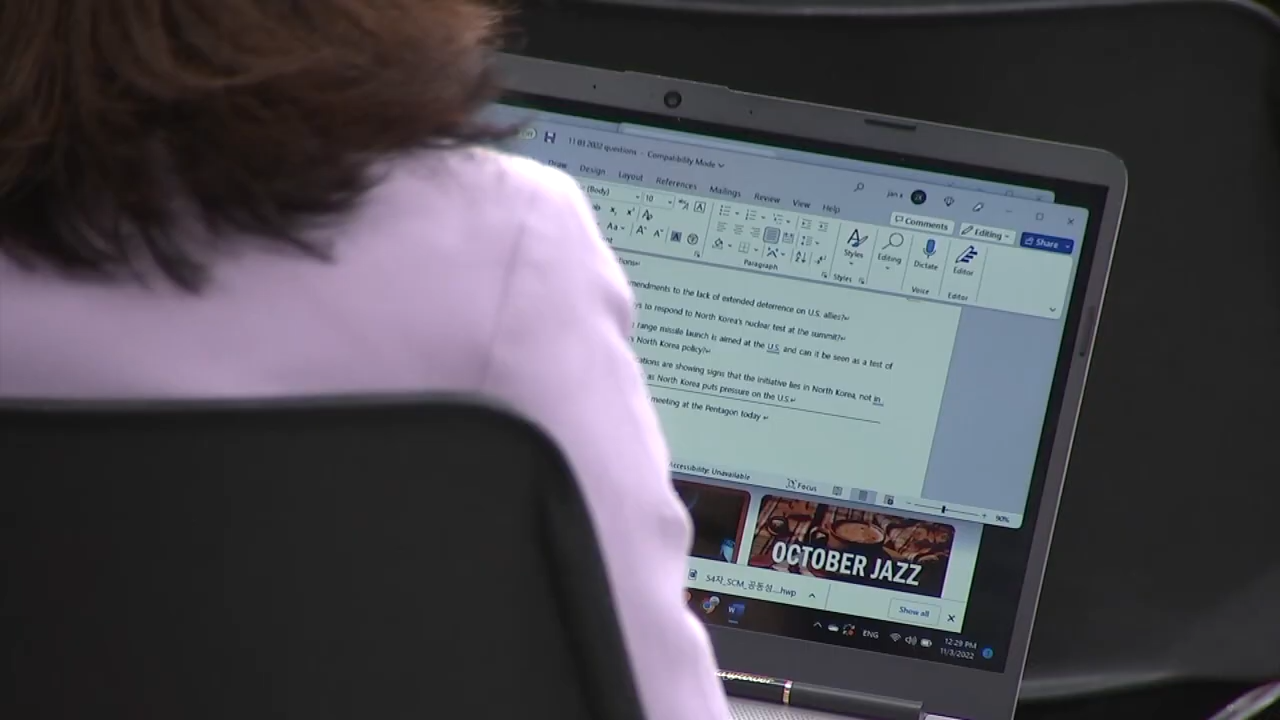 11 03 2022 questions - Compatibility Mode
Draw Design Layout References Mailings Review View Help
jan k
Comments Editing Share
(Body) 10
Aa
Styles Editing Dictate Editor
Paragraph Styles Voice Editor
mendments to the lack of extended deterrence on U.S. allies?
to respond to North Korea's nuclear test at the summit?
range missile launch is aimed at the U.S. and can it be seen as a test of
North Korea policy?
are showing signs that the initiative lies in North Korea, not in
as North Korea puts pressure on the U.S.
meeting at the Pentagon today
Accessibility: Unavailable Focus 90%
OCTOBER JAZZ
54차_SCM_공동성....hwp Show all
ENG 12:29 PM
11/3/2022